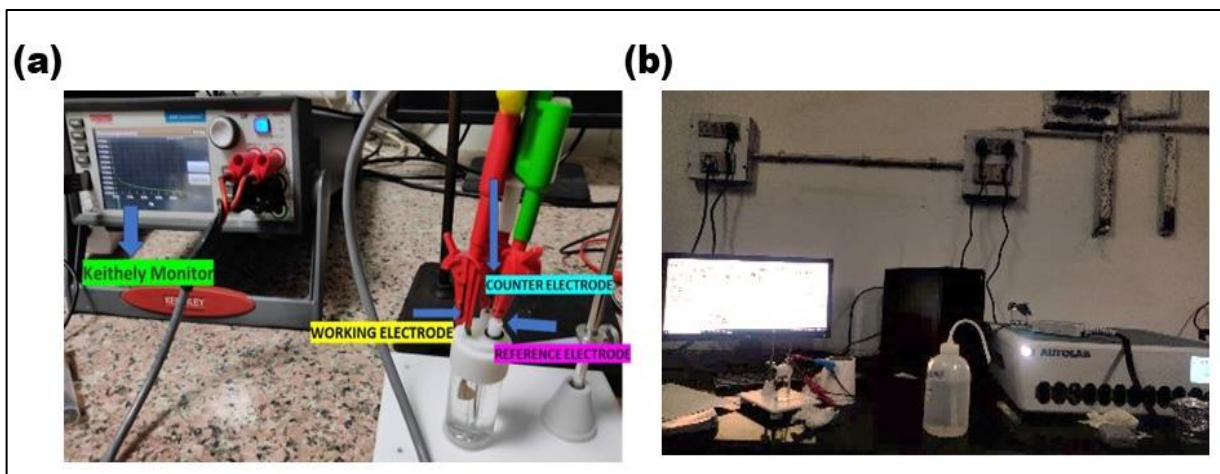 (a)
(b)
Keithely Monitor
KEITHLEY
COUNTER ELECTRODE
WORKING ELECTRODE
REFERENCE ELECTRODE
AUTOLAB